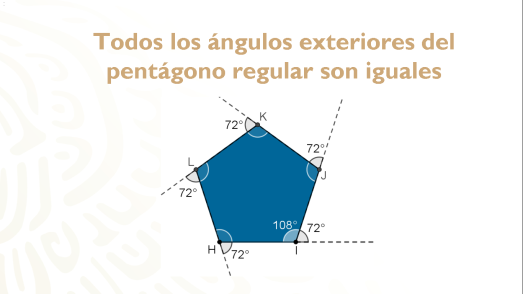 Todos los ángulos exteriores del
pentágono regular son iguales
K
72°
72°
J
L
72°
108°
72°
H
I
72°